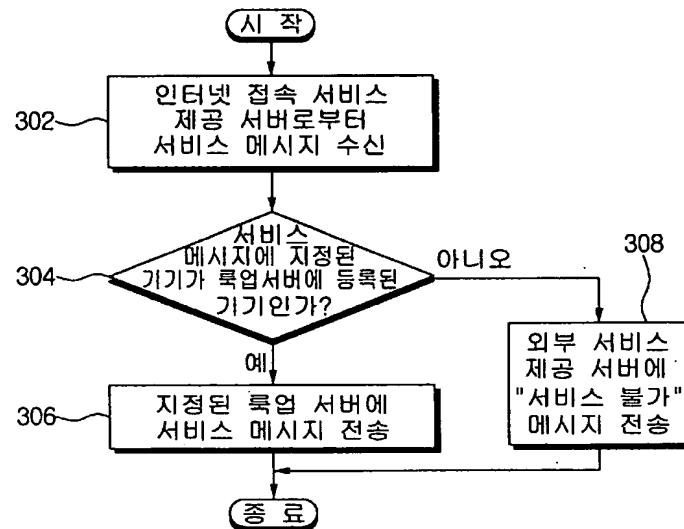 시 작
302
인터넷 접속 서비스
제공 서버로부터
서비스 메시지 수신
304
서비스
메시지에 지정된
기기가 룩업서버에 등록된
기기인가?
아니오
308
예
외부 서비스
제공 서버에
"서비스 불가"
메시지 전송
306
지정된 룩업 서버에
서비스 메시지 전송
종 료